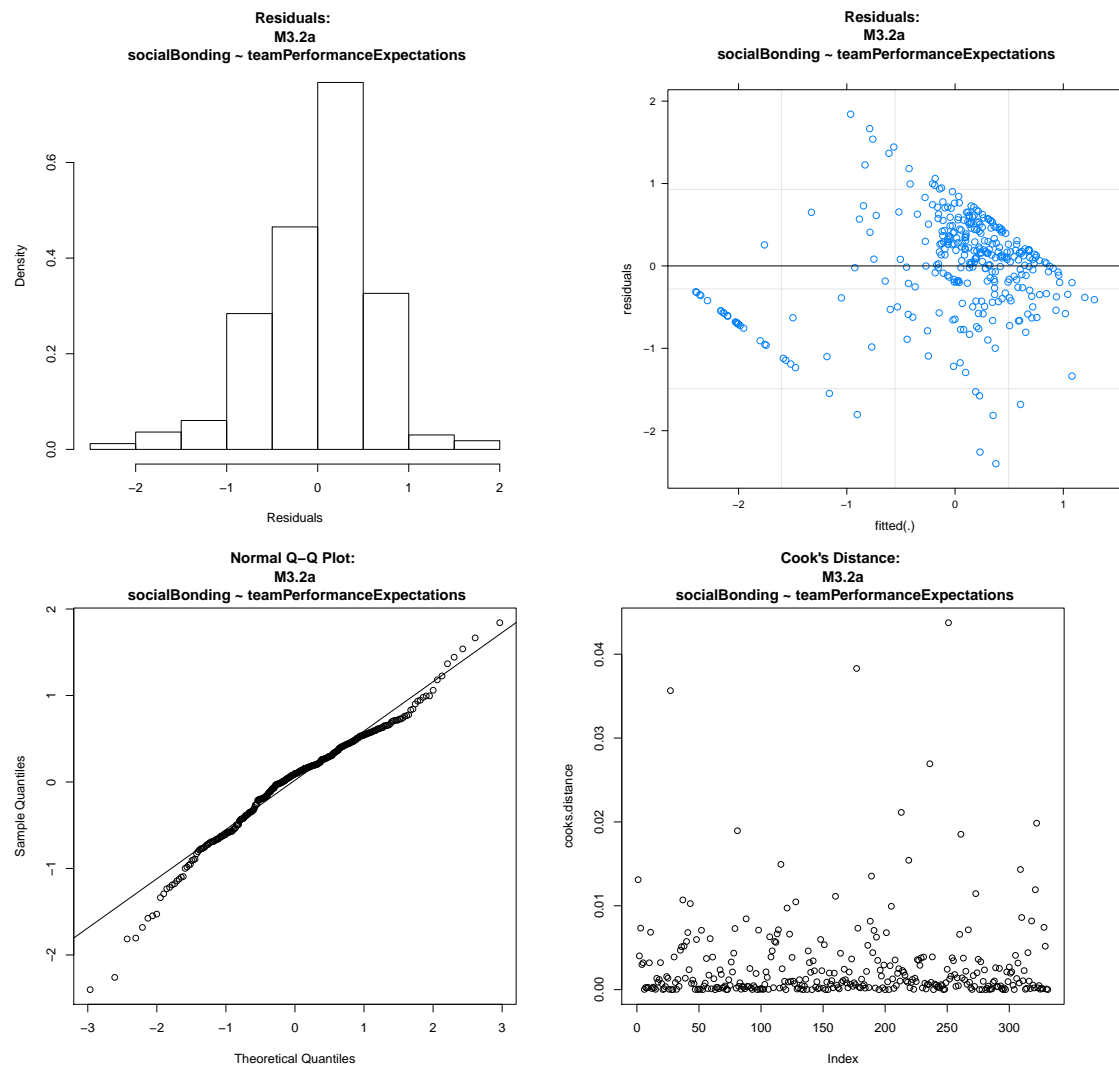 Residuals:
M3.2a
socialBonding ~ teamPerformanceExpectations
Density
0.0
0.2
0.4
0.6
−2
−1
0
1
2
Residuals
Residuals:
M3.2a
socialBonding ~ teamPerformanceExpectations
residuals
2
1
0
−1
−2
−2
−1
0
1
fitted(.)
Normal Q−Q Plot:
M3.2a
socialBonding ~ teamPerformanceExpectations
Sample Quantiles
2
1
0
−1
−2
−3
−2
−1
0
1
2
3
Theoretical Quantiles
Cook's Distance:
M3.2a
socialBonding ~ teamPerformanceExpectations
cooks.distance
0.04
0.03
0.02
0.01
0.00
0
50
100
150
200
250
300
Index